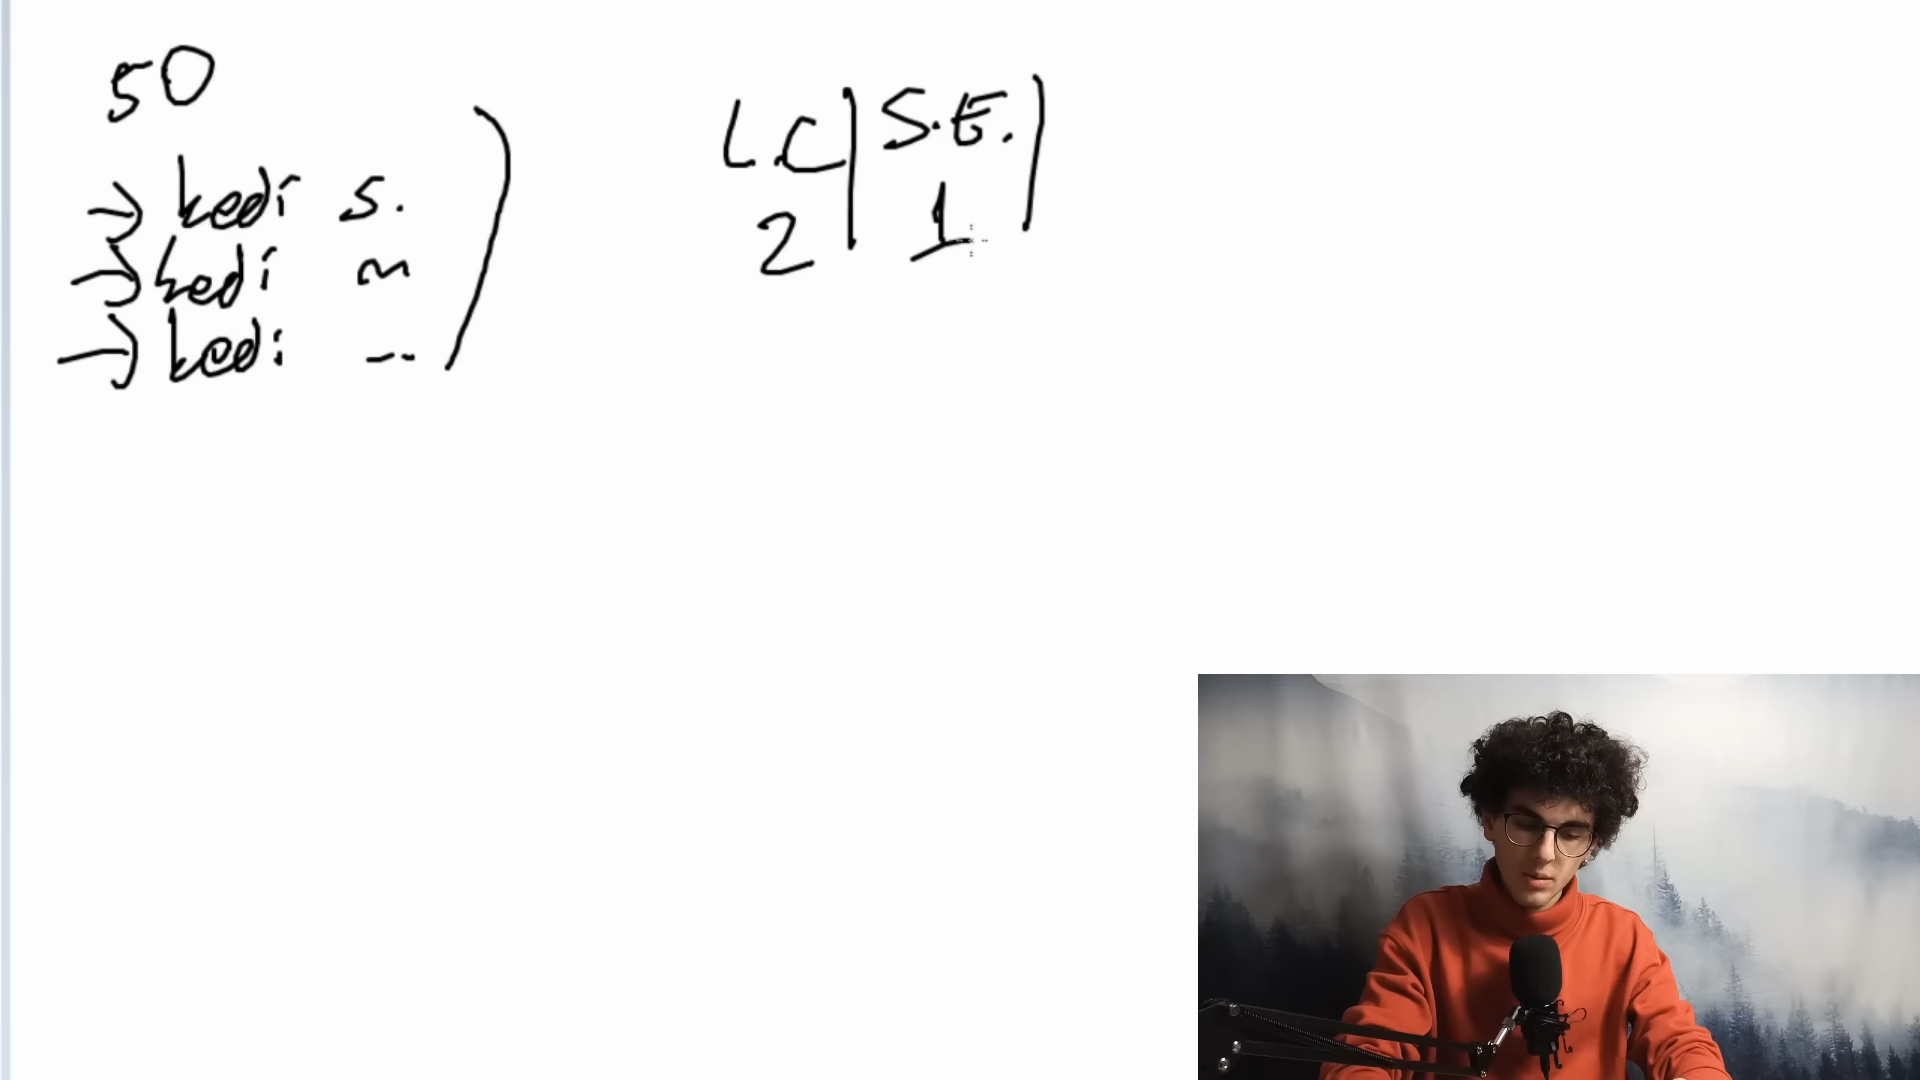 50
→ kedi S.
→ kedi ~
→ kedi --
L.C | S.E. |
2 | 1